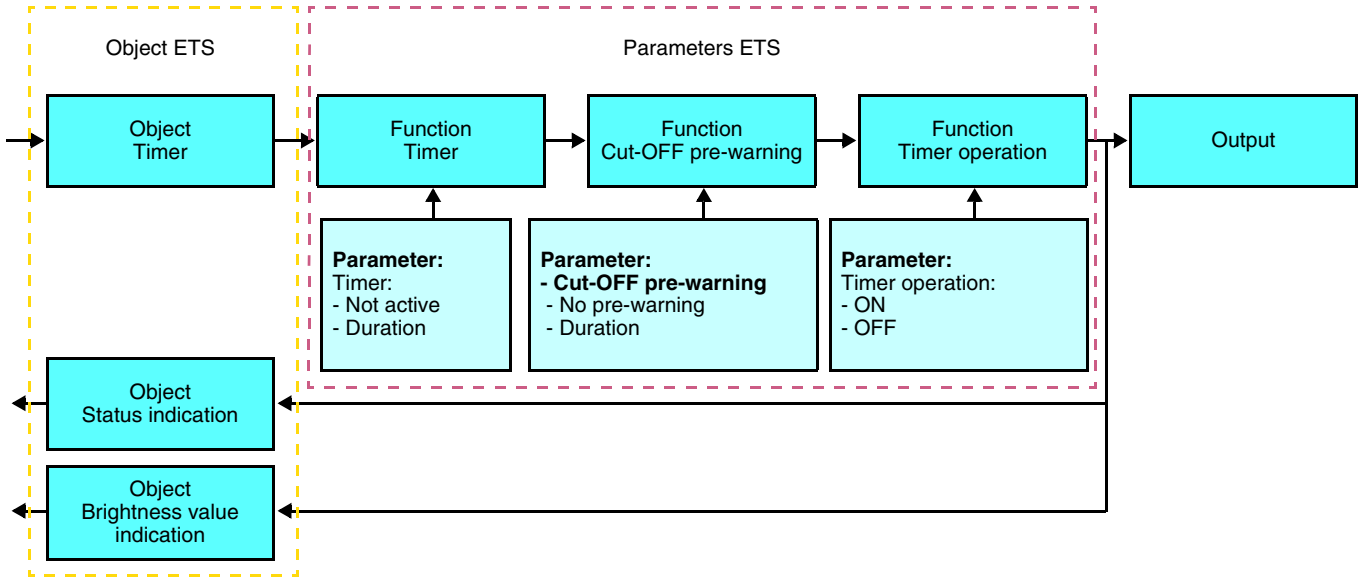 Object ETS
Parameters ETS
Object
Timer
Function
Timer
Function
Cut-OFF pre-warning
Function
Timer operation
Output
Parameter:
Timer:
- Not active
- Duration
Parameter:
- Cut-OFF pre-warning
- No pre-warning
- Duration
Parameter:
Timer operation:
- ON
- OFF
Object
Status indication
Object
Brightness value
indication